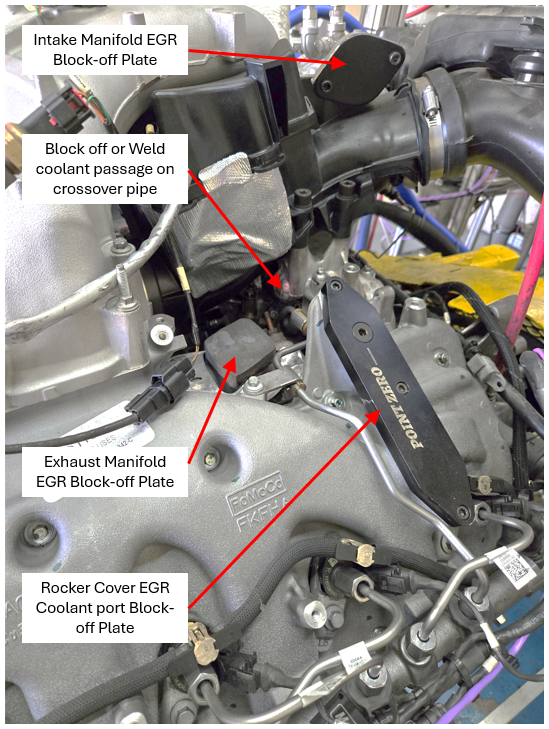 Intake Manifold EGR
Block-off Plate
Block off or Weld
coolant passage on
crossover pipe
POINT ZERO
Exhaust Manifold
EGR Block-off Plate
FoMoCo
FKFHA
Rocker Cover EGR
Coolant port Block-
off Plate